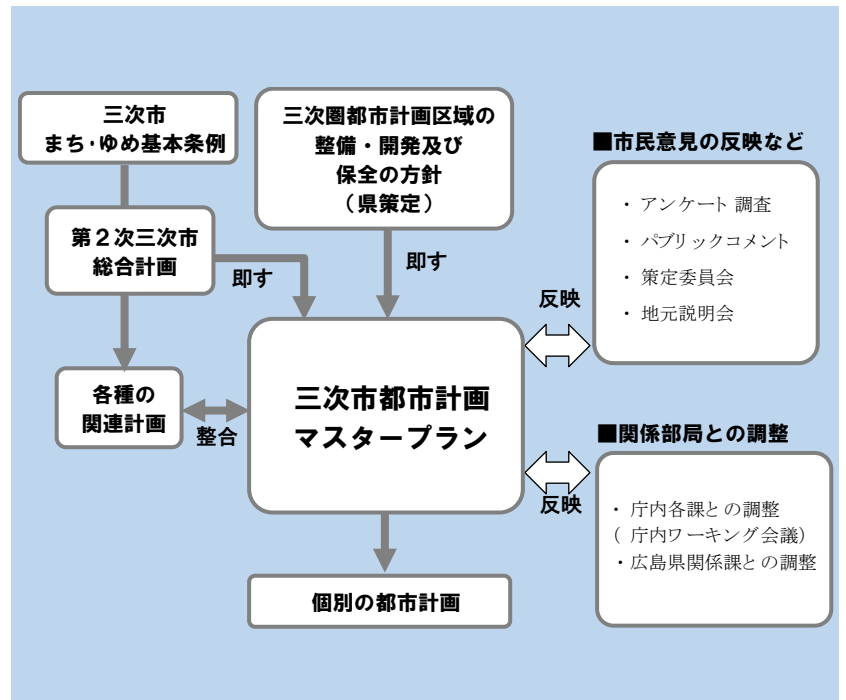 三次市
まち・ゆめ基本条例
三次圏都市計画区域の
整備・開発及び
保全の方針
（県策定）
第２次三次市
総合計画
即す
即す
各種の
関連計画
整合
三次市都市計画
マスタープラン
個別の都市計画
■市民意見の反映など
・アンケート調査
・パブリックコメント
・策定委員会
・地元説明会
反映
■関係部局との調整
反映
・庁内各課との調整
（庁内ワーキング会議）
・広島県関係課との調整